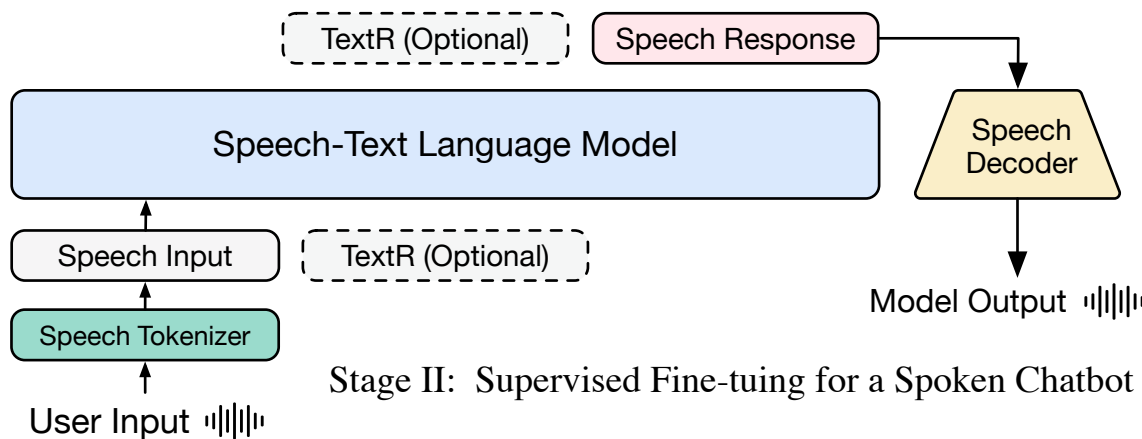 TextR (Optional)
Speech Response
Speech-Text Language Model
Speech
Decoder
Speech Input
TextR (Optional)
Model Output
Speech Tokenizer
Stage II: Supervised Fine-tuing for a Spoken Chatbot
User Input